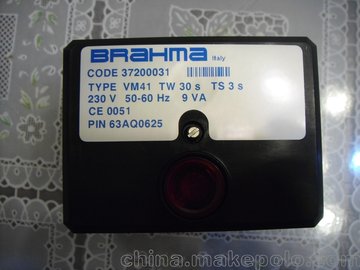 BRAHMA Italy
CODE 37200031
TYPE VM41 TW 30 s TS 3 s
230 V 50-60 Hz 9 VA
CE 0051
PIN 63AQ0625
china.makepolo.com